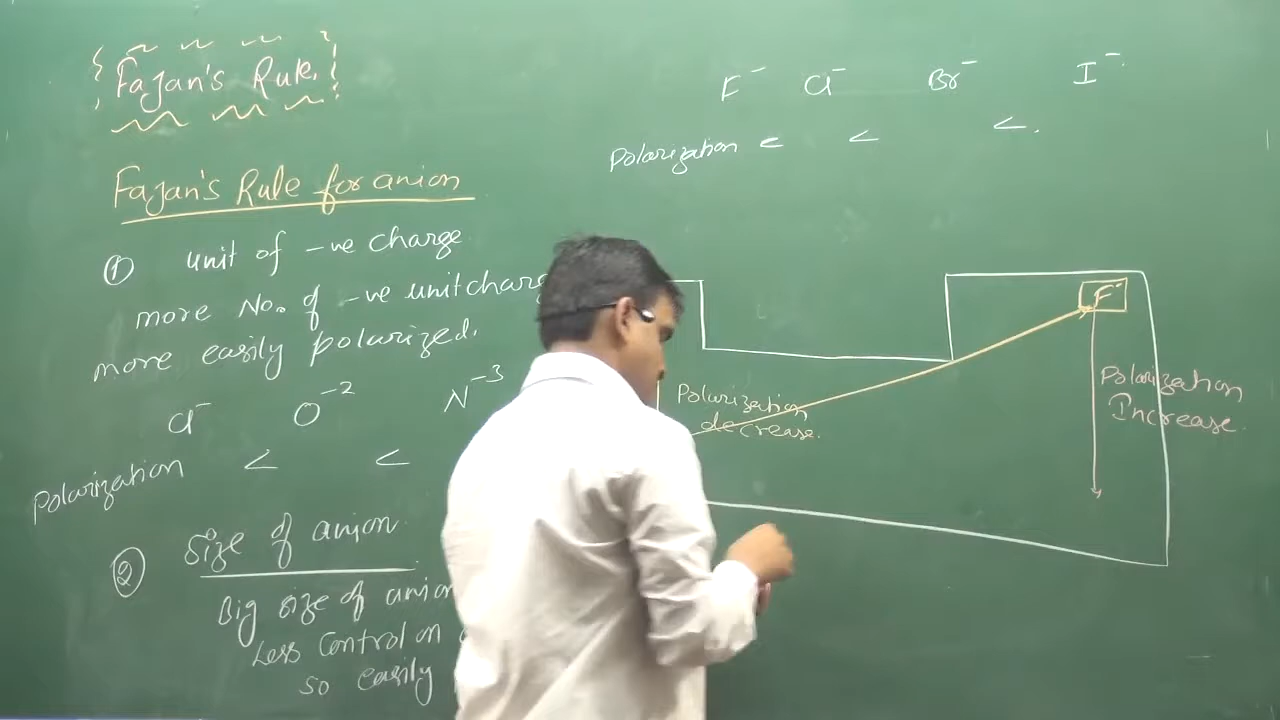 Fajan's Rule
Fajan's Rule for anion
① unit of -ve charge
more No. of -ve unit charg
more easily polarized.
Cl⁻ O⁻² N⁻³
polarization < <
② Size of anion.
Big size of anion
Less Control on
so easily
F⁻ Cl⁻ Br⁻ I⁻
Polarization < < <.
F⁻
Polarization
decrease.
Polarization
Increase.